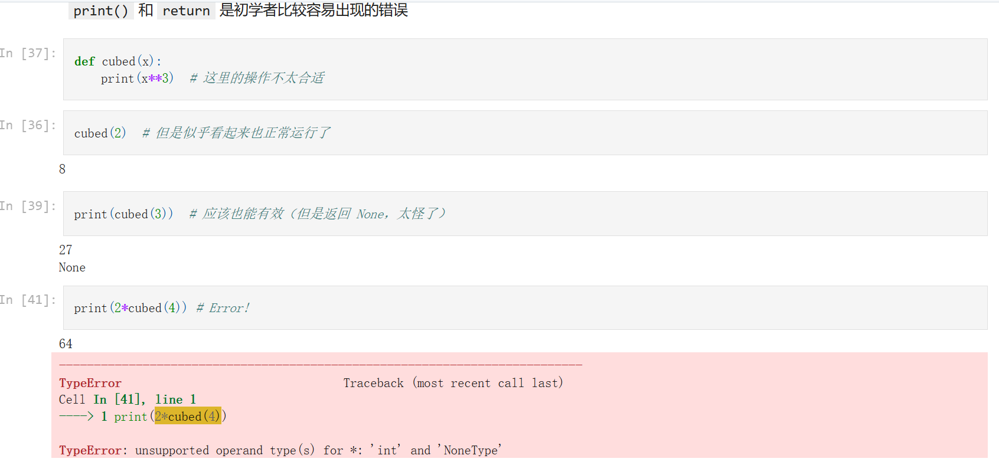 print() 和 return 是初学者比较容易出现的错误
In [37]:
def cubed(x):
    print(x**3)  # 这里的操作不太合适
In [36]:
cubed(2)  # 但是似乎看起来也正常运行了
8
In [39]:
print(cubed(3))  # 应该也能有效（但是返回 None，太怪了）
27
None
In [41]:
print(2*cubed(4)) # Error!
64
---------------------------------------------------------------------------
TypeError                                 Traceback (most recent call last)
Cell In [41], line 1
----> 1 print(2*cubed(4))
TypeError: unsupported operand type(s) for *: 'int' and 'NoneType'